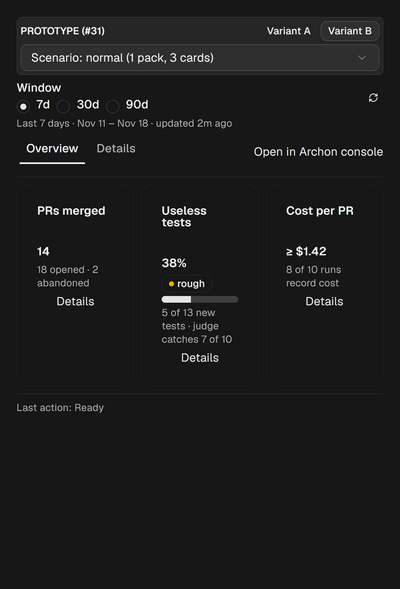 PROTOTYPE (#31)
Variant A
Variant B
Scenario: normal (1 pack, 3 cards)
Window
7d
30d
90d
Last 7 days · Nov 11 – Nov 18 · updated 2m ago
Overview
Details
Open in Archon console
PRs merged
14
18 opened · 2
abandoned
Details
Useless
tests
38%
rough
5 of 13 new
tests · judge
catches 7 of 10
Details
Cost per PR
≥ $1.42
8 of 10 runs
record cost
Details
Last action: Ready